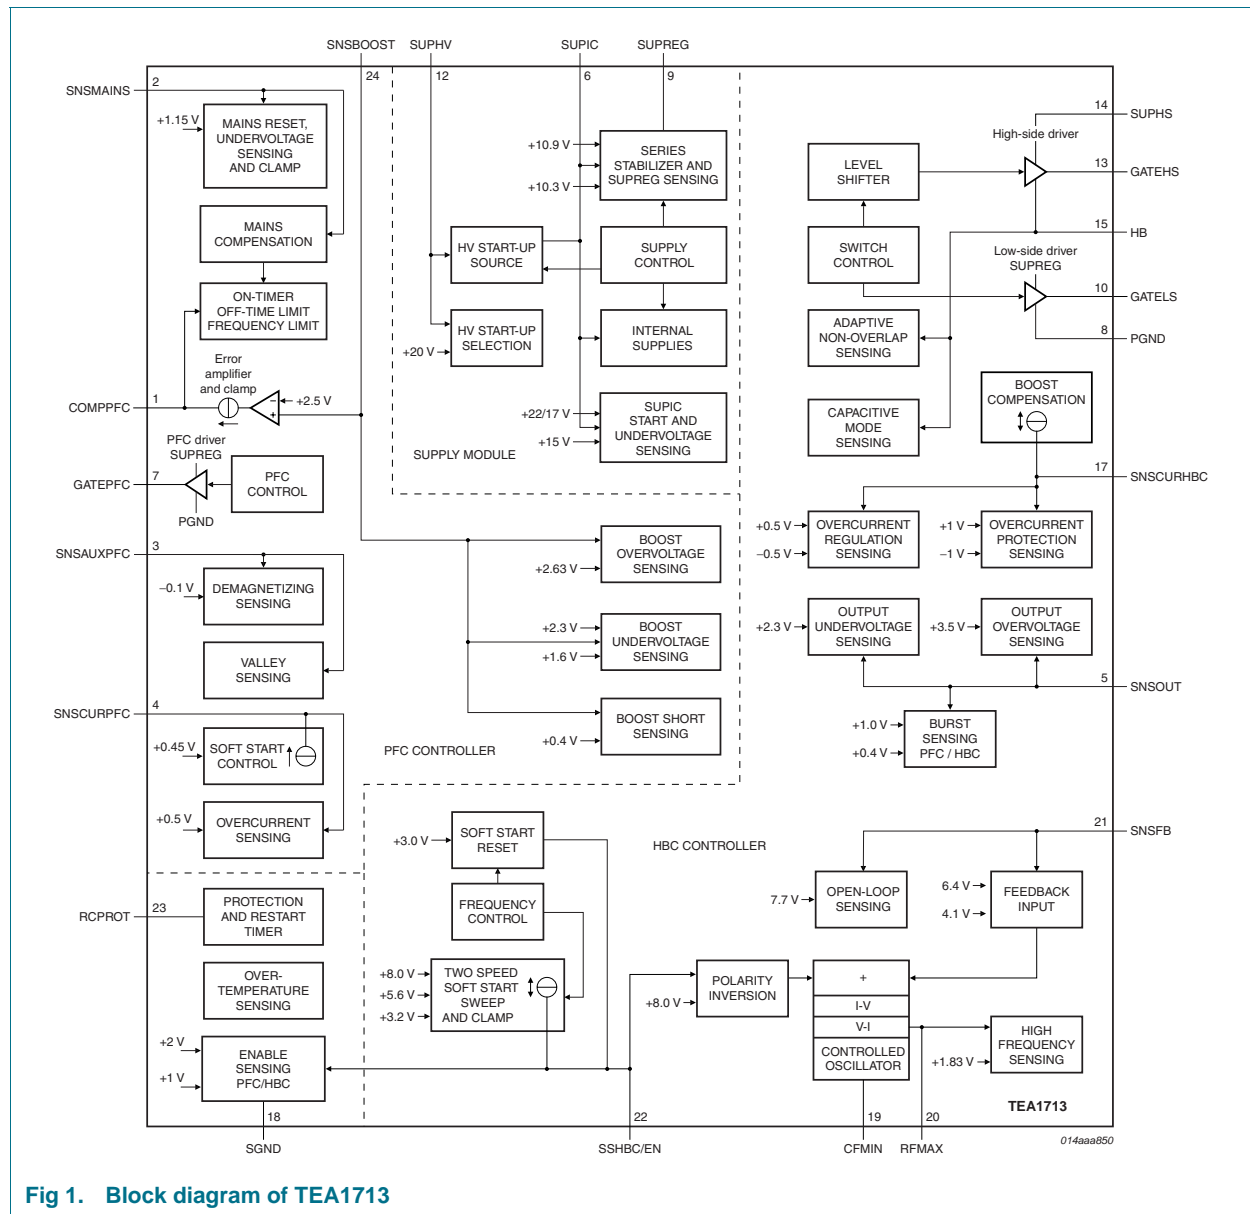 SNSBOOST SUPHV SUPIC SUPREG
24 12 6 9
SNSMAINS 2
+1.15 V
MAINS RESET,
UNDERVOLTAGE
SENSING
AND CLAMP
MAINS
COMPENSATION
ON-TIMER
OFF-TIME LIMIT
FREQUENCY LIMIT
Error
amplifier
and clamp
COMPPFC 1
−
+
+2.5 V
PFC driver
SUPREG
GATEPFC 7
PGND
PFC
CONTROL
SNSAUXPFC 3
−0.1 V
DEMAGNETIZING
SENSING
VALLEY
SENSING
SNSCURPFC 4
+0.45 V
SOFT START
CONTROL
+0.5 V
OVERCURRENT
SENSING
RCPROT 23
PROTECTION
AND RESTART
TIMER
OVER-
TEMPERATURE
SENSING
+2 V
+1 V
ENABLE
SENSING
PFC/HBC
18
SGND
+10.9 V
+10.3 V
SERIES
STABILIZER AND
SUPREG SENSING
HV START-UP
SOURCE
SUPPLY
CONTROL
HV START-UP
SELECTION
+20 V
INTERNAL
SUPPLIES
+22/17 V
+15 V
SUPIC
START AND
UNDERVOLTAGE
SENSING
SUPPLY MODULE
BOOST
OVERVOLTAGE
SENSING
+2.63 V
+2.3 V
+1.6 V
BOOST
UNDERVOLTAGE
SENSING
BOOST SHORT
SENSING
+0.4 V
PFC CONTROLLER
14 SUPHS
High-side driver
LEVEL
SHIFTER
13 GATEHS
15 HB
SWITCH
CONTROL
Low-side driver
SUPREG
10 GATELS
8 PGND
ADAPTIVE
NON-OVERLAP
SENSING
CAPACITIVE
MODE
SENSING
BOOST
COMPENSATION
17 SNSCURHBC
+0.5 V
−0.5 V
OVERCURRENT
REGULATION
SENSING
+1 V
−1 V
OVERCURRENT
PROTECTION
SENSING
+2.3 V
OUTPUT
UNDERVOLTAGE
SENSING
+3.5 V
OUTPUT
OVERVOLTAGE
SENSING
5 SNSOUT
+1.0 V
+0.4 V
BURST
SENSING
PFC / HBC
HBC CONTROLLER
21 SNSFB
7.7 V
OPEN-LOOP
SENSING
6.4 V
4.1 V
FEEDBACK
INPUT
+3.0 V
SOFT START
RESET
FREQUENCY
CONTROL
+8.0 V
+5.6 V
+3.2 V
TWO SPEED
SOFT START
SWEEP
AND CLAMP
POLARITY
INVERSION
+8.0 V
+
I-V
V-I
CONTROLLED
OSCILLATOR
HIGH
FREQUENCY
SENSING
+1.83 V
TEA1713
22 19 20
SSHBC/EN CFMIN RFMAX
014aaa850
Fig 1. Block diagram of TEA1713